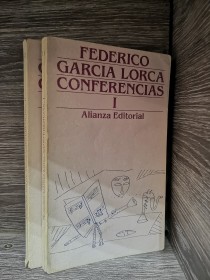 FEDERICO
GARCIA LORCA
CONFERENCIAS
I
Alianza Editorial